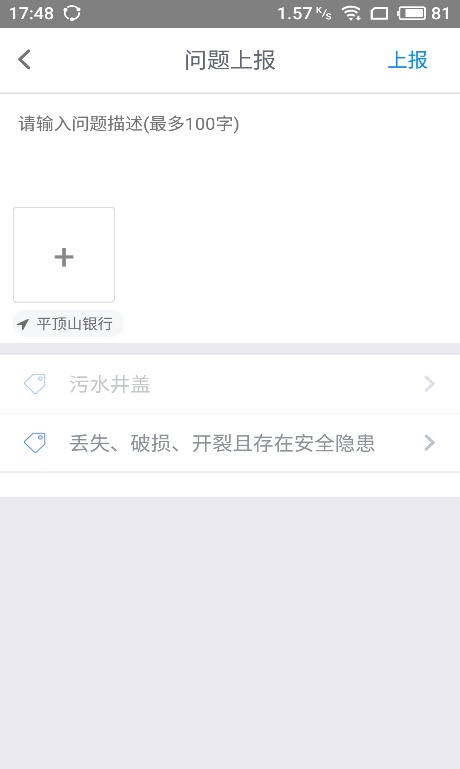 17:48 1.57 K/s 81
问题上报 上报
请输入问题描述(最多100字)
平顶山银行
污水井盖
丢失、破损、开裂且存在安全隐患